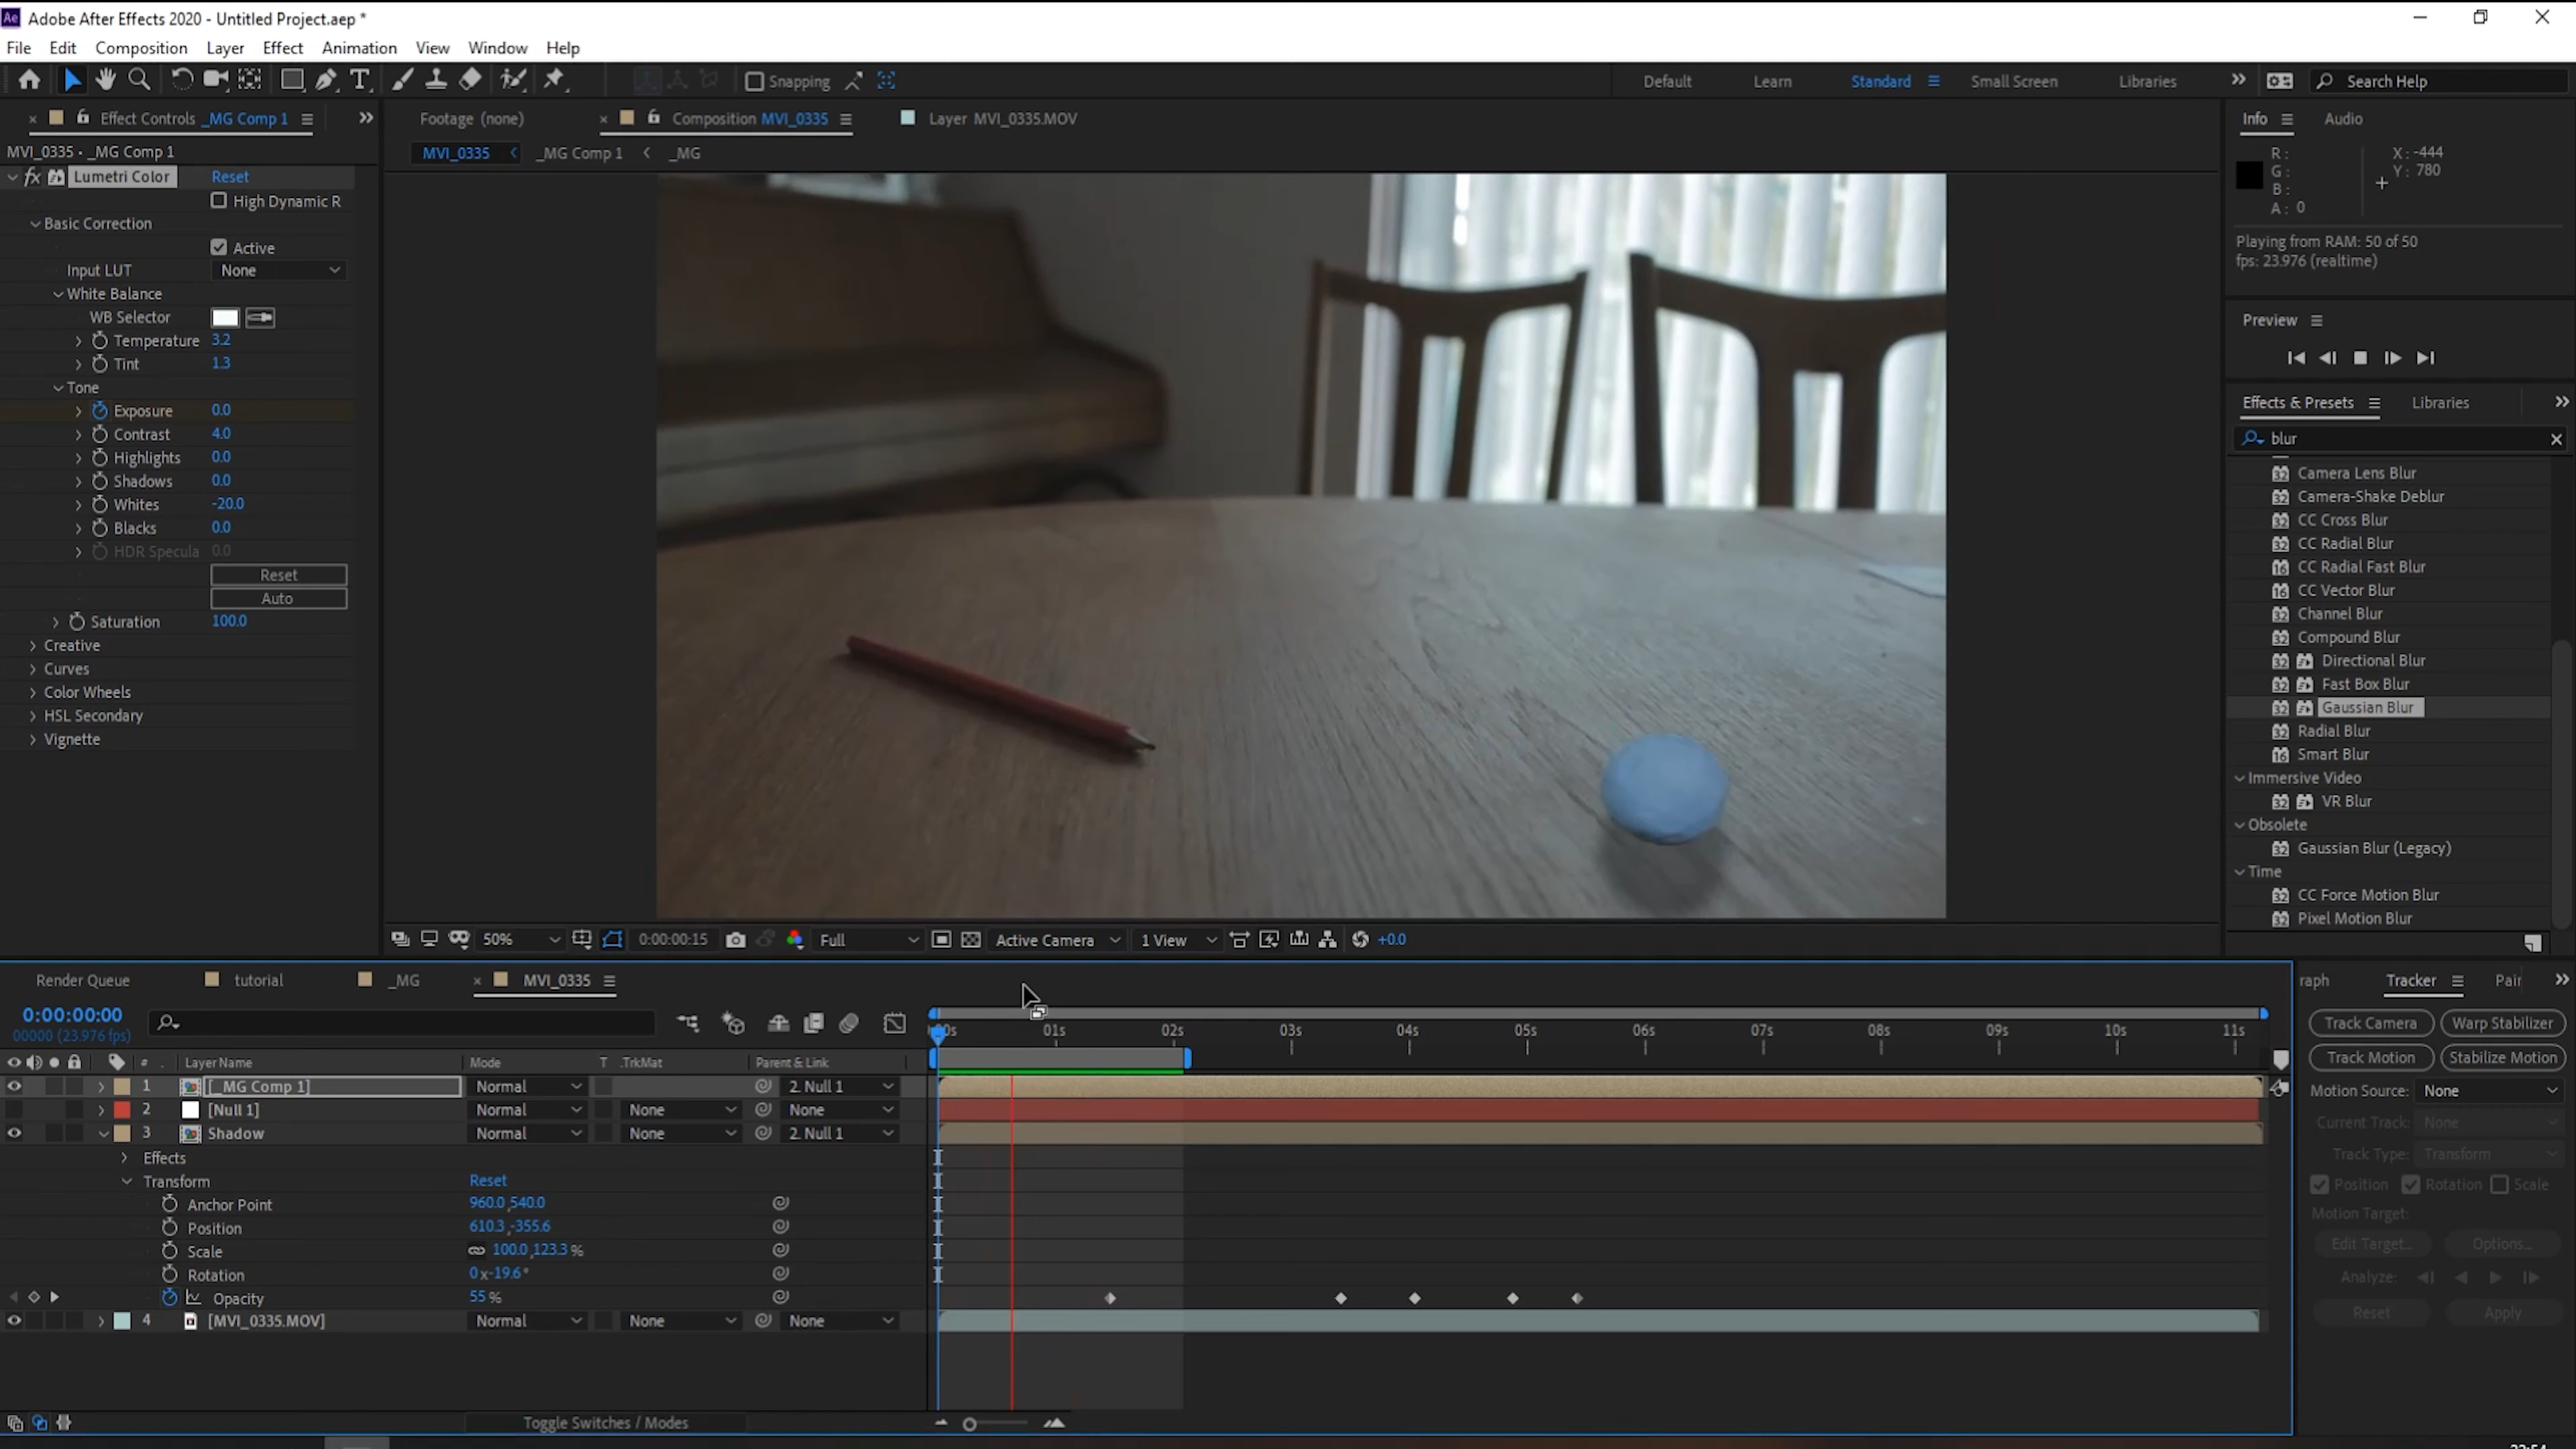 Ae Adobe After Effects 2020 - Untitled Project.aep *
File Edit Composition Layer Effect Animation View Window Help
Snapping Default Learn Standard Small Screen Libraries Search Help
Effect Controls _MG Comp 1
MVI_0335 · _MG Comp 1
fx Lumetri Color Reset
High Dynamic R
Basic Correction
Active
Input LUT None
White Balance
WB Selector
Temperature 3.2
Tint 1.3
Tone
Exposure 0.0
Contrast 4.0
Highlights 0.0
Shadows 0.0
Whites -20.0
Blacks 0.0
HDR Specula 0.0
Reset
Auto
Saturation 100.0
Creative
Curves
Color Wheels
HSL Secondary
Vignette
Footage (none) Composition MVI_0335 Layer MVI_0335.MOV
MVI_0335 _MG Comp 1 _MG
50% 0:00:00:15 Full Active Camera 1 View +0.0
Info Audio
R: X: -444
G: Y: 780
B:
A: 0
Playing from RAM: 50 of 50
fps: 23.976 (realtime)
Preview
Effects & Presets Libraries
blur
Camera Lens Blur
Camera-Shake Deblur
CC Cross Blur
CC Radial Blur
CC Radial Fast Blur
CC Vector Blur
Channel Blur
Compound Blur
Directional Blur
Fast Box Blur
Gaussian Blur
Radial Blur
Smart Blur
Immersive Video
VR Blur
Obsolete
Gaussian Blur (Legacy)
Time
CC Force Motion Blur
Pixel Motion Blur
Render Queue tutorial _MG MVI_0335
0:00:00:00
00000 (23.976 fps)
00s 01s 02s 03s 04s 05s 06s 07s 08s 09s 10s 11s
# Layer Name Mode T .TrkMat Parent & Link
1 [_MG Comp 1] Normal 2. Null 1
2 [Null 1] Normal None None
3 Shadow Normal None 2. Null 1
Effects
Transform Reset
Anchor Point 960.0,540.0
Position 610.3,-355.6
Scale 100.0,123.3%
Rotation 0x-19.6°
Opacity 55%
4 [MVI_0335.MOV] Normal None None
Toggle Switches / Modes
raph Tracker Pair
Track Camera Warp Stabilizer
Track Motion Stabilize Motion
Motion Source: None
Current Track: None
Track Type: Transform
Position Rotation Scale
Motion Target:
Edit Target... Options...
Analyze:
Reset Apply